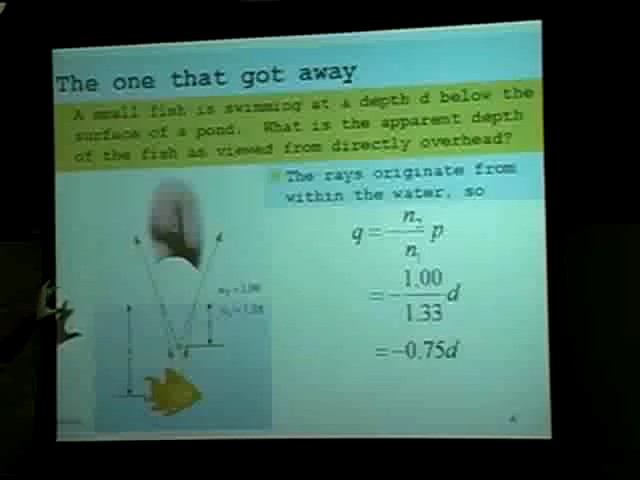 The one that got away
A small fish is swimming at a depth d below the
surface of a pond. What is the apparent depth
of the fish as viewed from directly overhead?
The rays originate from
within the water, so
q = - n₂/n₁ p
= - 1.00/1.33 d
= -0.75d